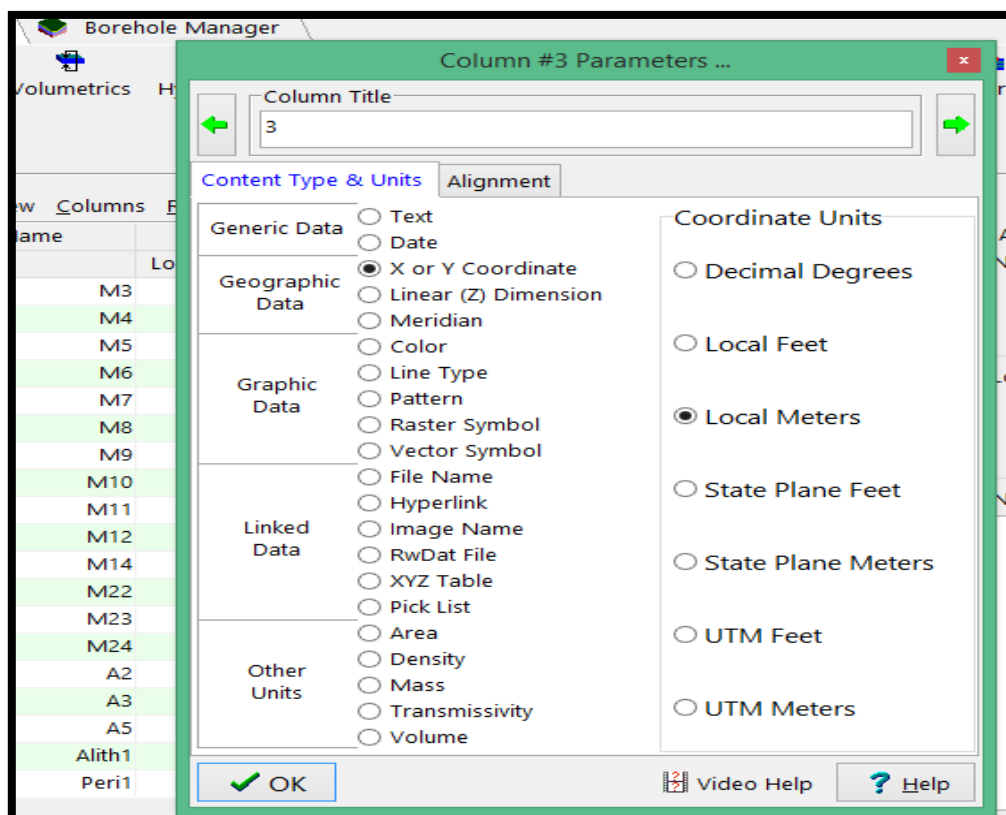 Borehole Manager
Volumetrics
Column #3 Parameters ...
Column Title
3
Content Type & Units
Alignment
Columns
Lo
M3
M4
M5
M6
M7
M8
M9
M10
M11
M12
M14
M22
M23
M24
A2
A3
A5
Alith1
Peri1
Generic Data
Text
Date
Geographic Data
X or Y Coordinate
Linear (Z) Dimension
Meridian
Graphic Data
Color
Line Type
Pattern
Raster Symbol
Vector Symbol
Linked Data
File Name
Hyperlink
Image Name
RwDat File
XYZ Table
Pick List
Other Units
Area
Density
Mass
Transmissivity
Volume
Coordinate Units
Decimal Degrees
Local Feet
Local Meters
State Plane Feet
State Plane Meters
UTM Feet
UTM Meters
OK
Video Help
? Help